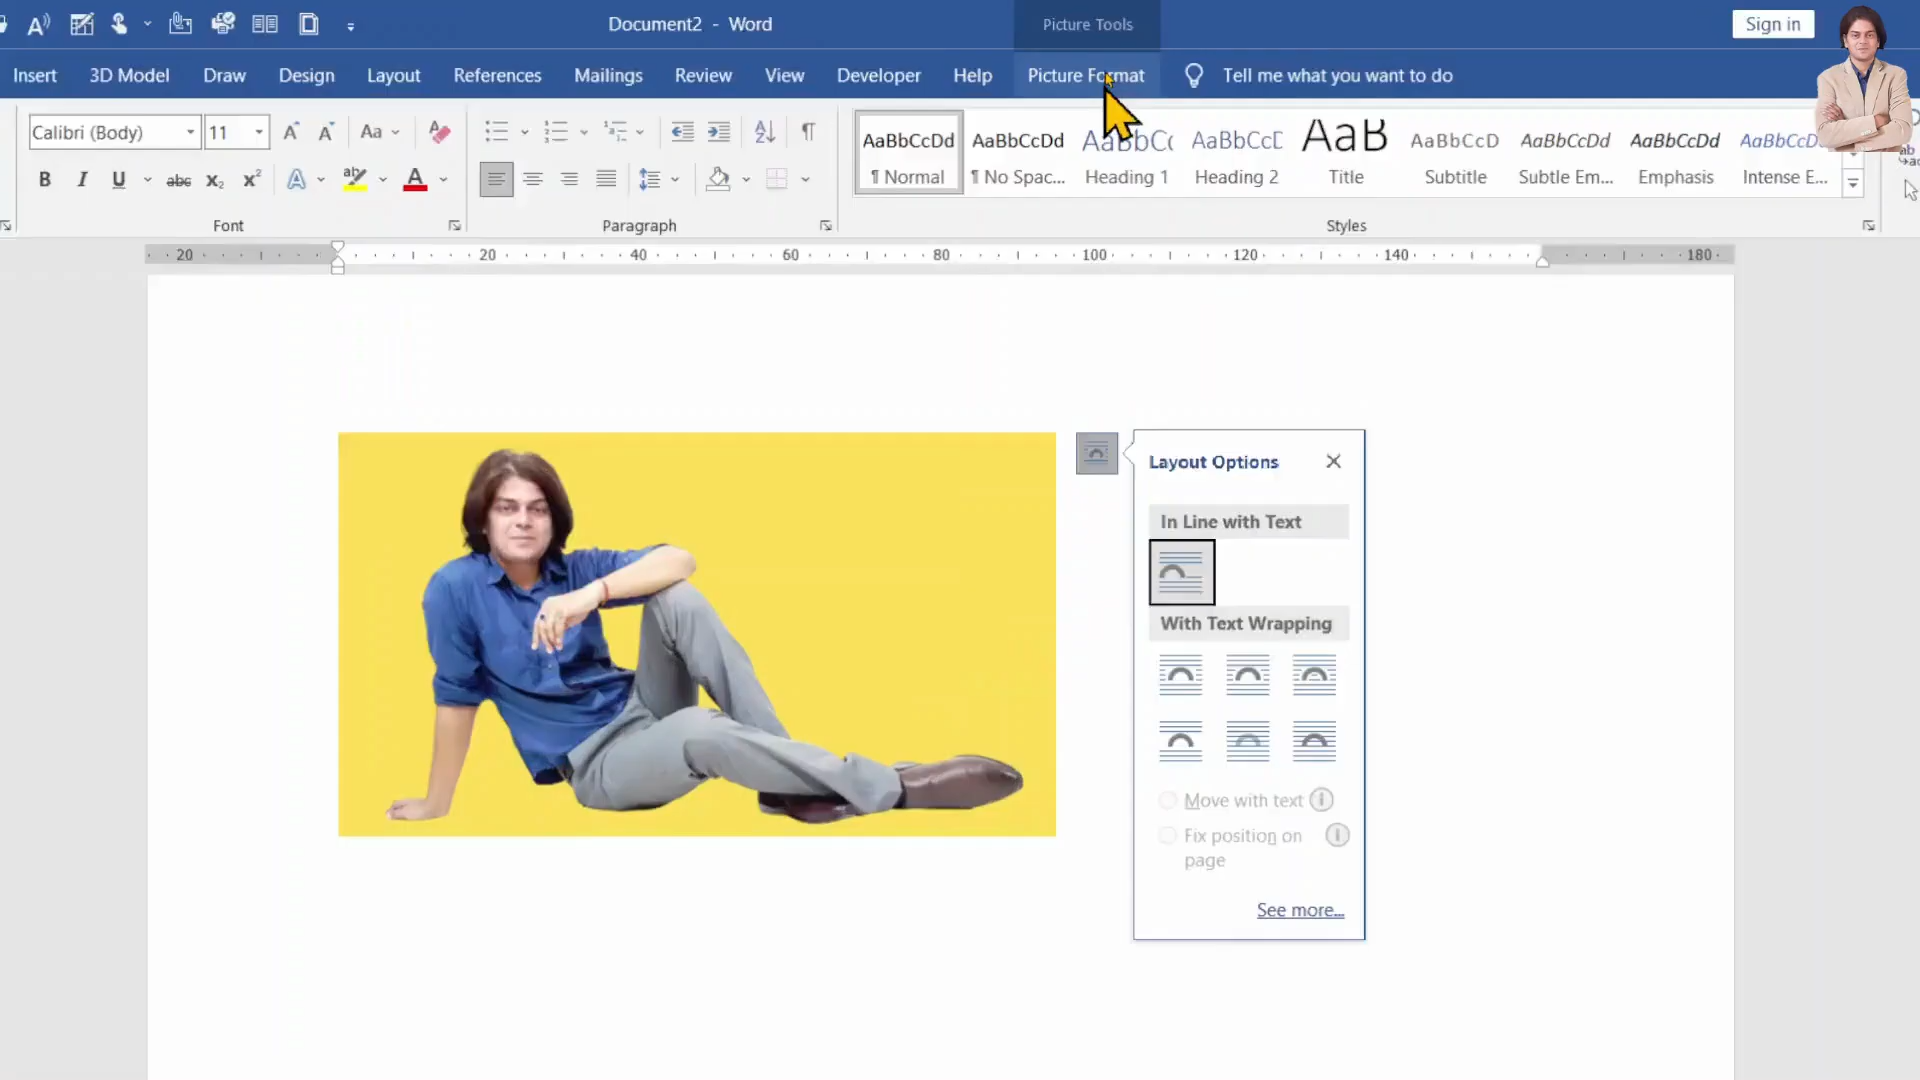 Document2 - Word
Picture Tools
Sign in
Insert 3D Model Draw Design Layout References Mailings Review View Developer Help Picture Format Tell me what you want to do
Calibri (Body) 11
AaBbCcDd AaBbCcDd AaBbCc AaBbCcD AaB AaBbCcD AaBbCcDd AaBbCcDd AaBbCcD
¶ Normal ¶ No Spac... Heading 1 Heading 2 Title Subtitle Subtle Em... Emphasis Intense E...
Font Paragraph Styles
20 20 40 60 80 100 120 140 180
Layout Options
In Line with Text
With Text Wrapping
Move with text
Fix position on
page
See more...